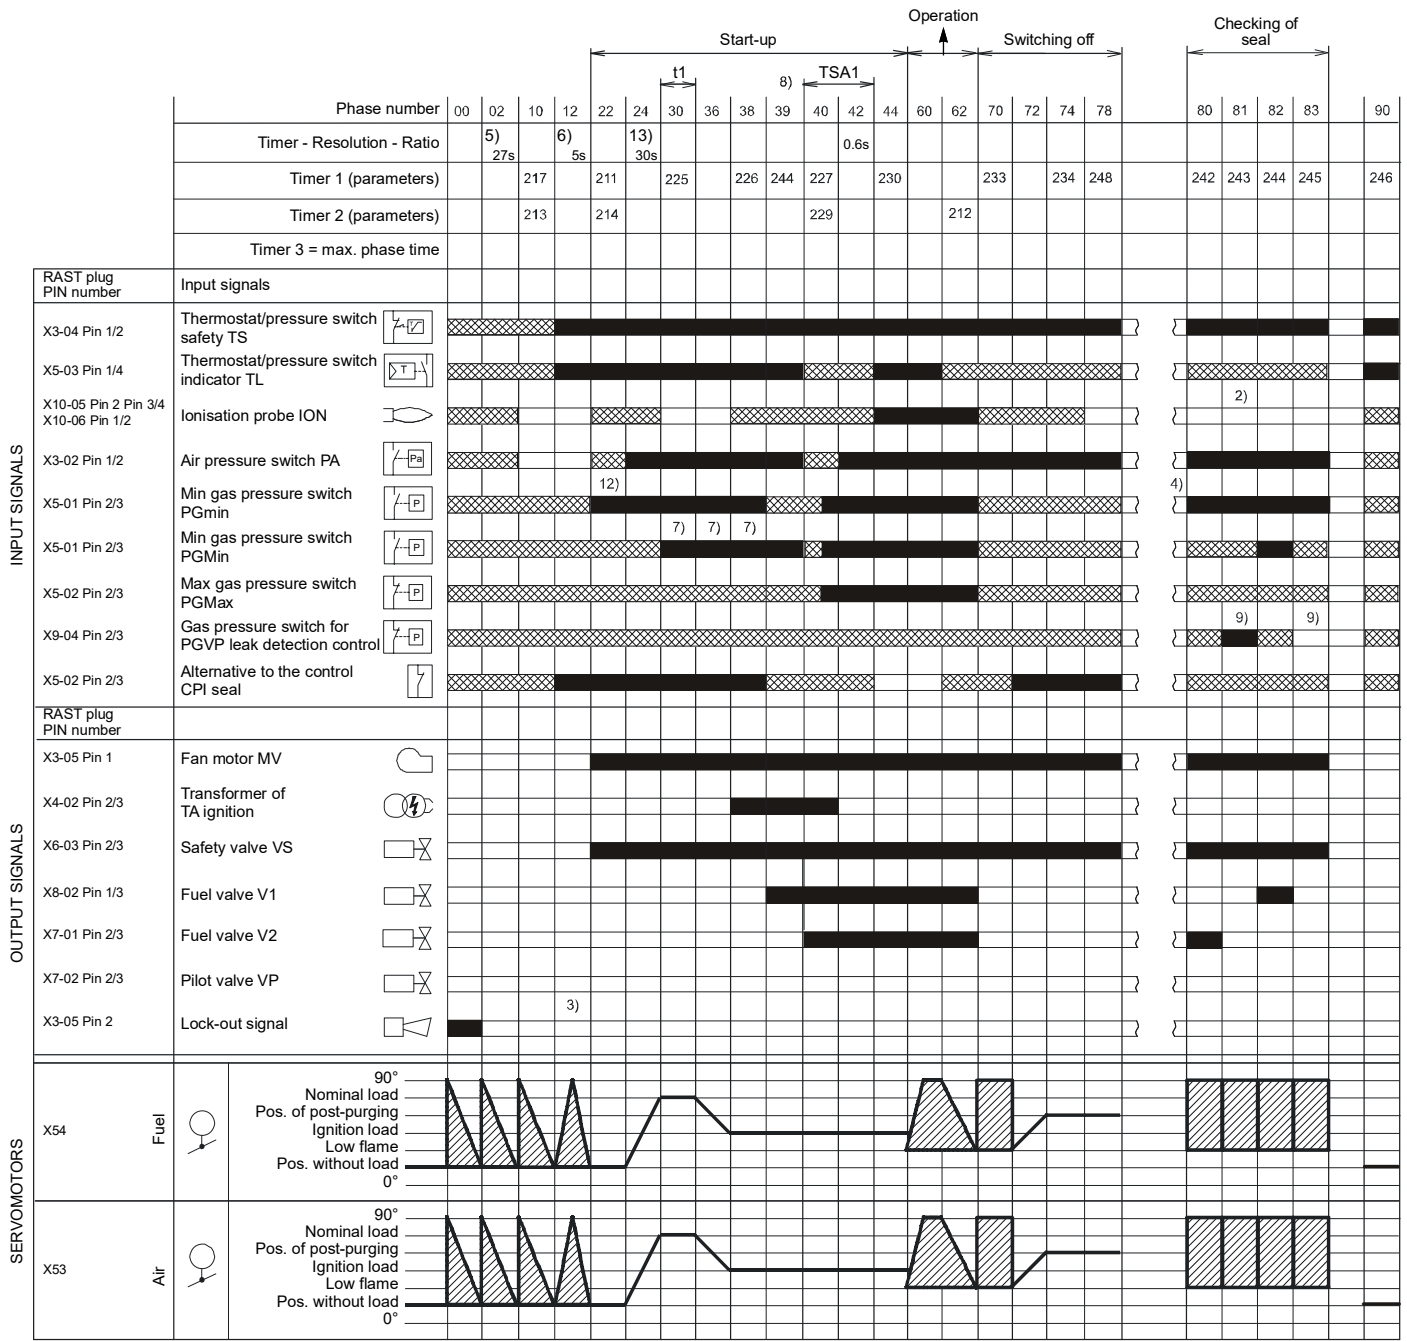 Operation
Start-up
Switching off
Checking of
seal
t1
8)
TSA1
Phase number 00 02 10 12 22 24 30 36 38 39 40 42 44 60 62 70 72 74 78 80 81 82 83 90
Timer - Resolution - Ratio 5) 27s 6) 5s 13) 30s 0.6s
Timer 1 (parameters) 217 211 225 226 244 227 230 233 234 248 242 243 244 245 246
Timer 2 (parameters) 213 214 229 212
Timer 3 = max. phase time
RAST plug
PIN number
Input signals
INPUT SIGNALS
X3-04 Pin 1/2
Thermostat/pressure switch
safety TS
X5-03 Pin 1/4
Thermostat/pressure switch
indicator TL
T
2)
X10-05 Pin 2 Pin 3/4
X10-06 Pin 1/2
Ionisation probe ION
X3-02 Pin 1/2
Air pressure switch PA
Pa
12)
4)
X5-01 Pin 2/3
Min gas pressure switch
PGmin
P
7) 7) 7)
X5-01 Pin 2/3
Min gas pressure switch
PGMin
P
X5-02 Pin 2/3
Max gas pressure switch
PGMax
P
9) 9)
X9-04 Pin 2/3
Gas pressure switch for
PGVP leak detection control
P
X5-02 Pin 2/3
Alternative to the control
CPI seal
RAST plug
PIN number
OUTPUT SIGNALS
X3-05 Pin 1
Fan motor MV
X4-02 Pin 2/3
Transformer of
TA ignition
X6-03 Pin 2/3
Safety valve VS
X8-02 Pin 1/3
Fuel valve V1
X7-01 Pin 2/3
Fuel valve V2
X7-02 Pin 2/3
Pilot valve VP
3)
X3-05 Pin 2
Lock-out signal
SERVOMOTORS
X54
Fuel
90°
Nominal load
Pos. of post-purging
Ignition load
Low flame
Pos. without load
0°
X53
Air
90°
Nominal load
Pos. of post-purging
Ignition load
Low flame
Pos. without load
0°